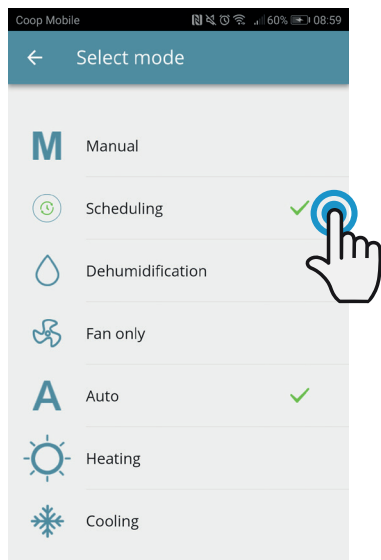 Coop Mobile 60% 08:59
Select mode
M Manual
Scheduling
Dehumidification
Fan only
A Auto
Heating
Cooling